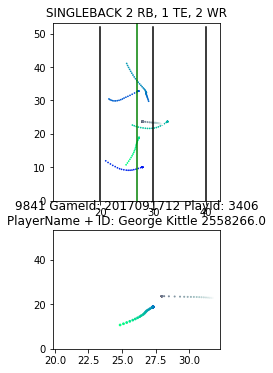 SINGLEBACK 2 RB, 1 TE, 2 WR
50
40
30
20
10
0
20 30 40
9841 GameId: 2017091712 PlayId: 3406
PlayerName + ID: George Kittle 2558266.0
40
20
0
20.0 22.5 25.0 27.5 30.0